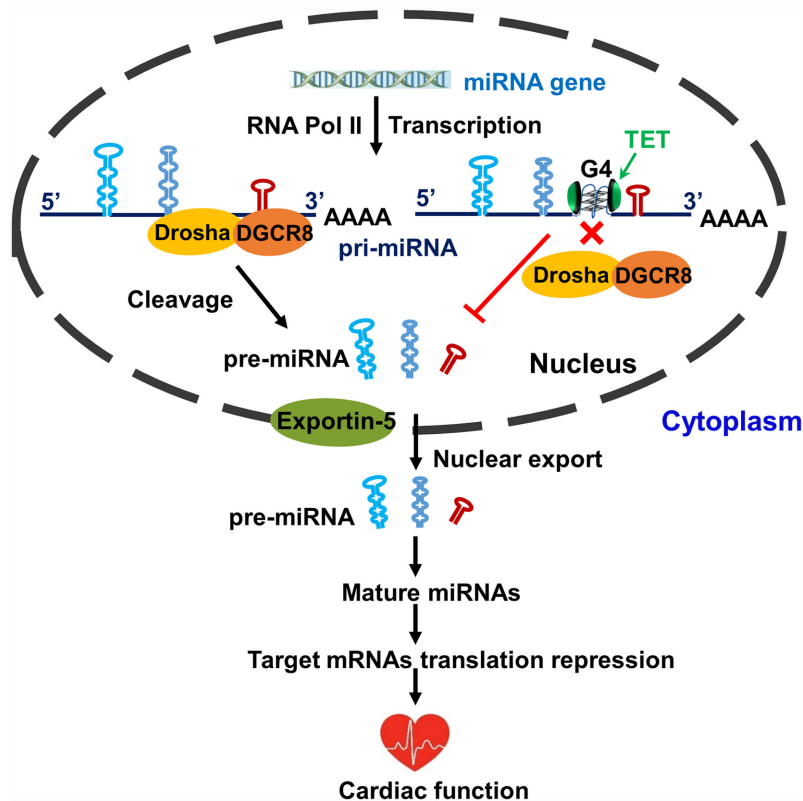 miRNA gene
RNA Pol II
Transcription
TET
G4
5’
3’
AAAA
5’
3’
AAAA
Drosha
DGCR8
pri-miRNA
Drosha
DGCR8
Cleavage
pre-miRNA
Nucleus
Exportin-5
Cytoplasm
Nuclear export
pre-miRNA
Mature miRNAs
Target mRNAs translation repression
Cardiac function